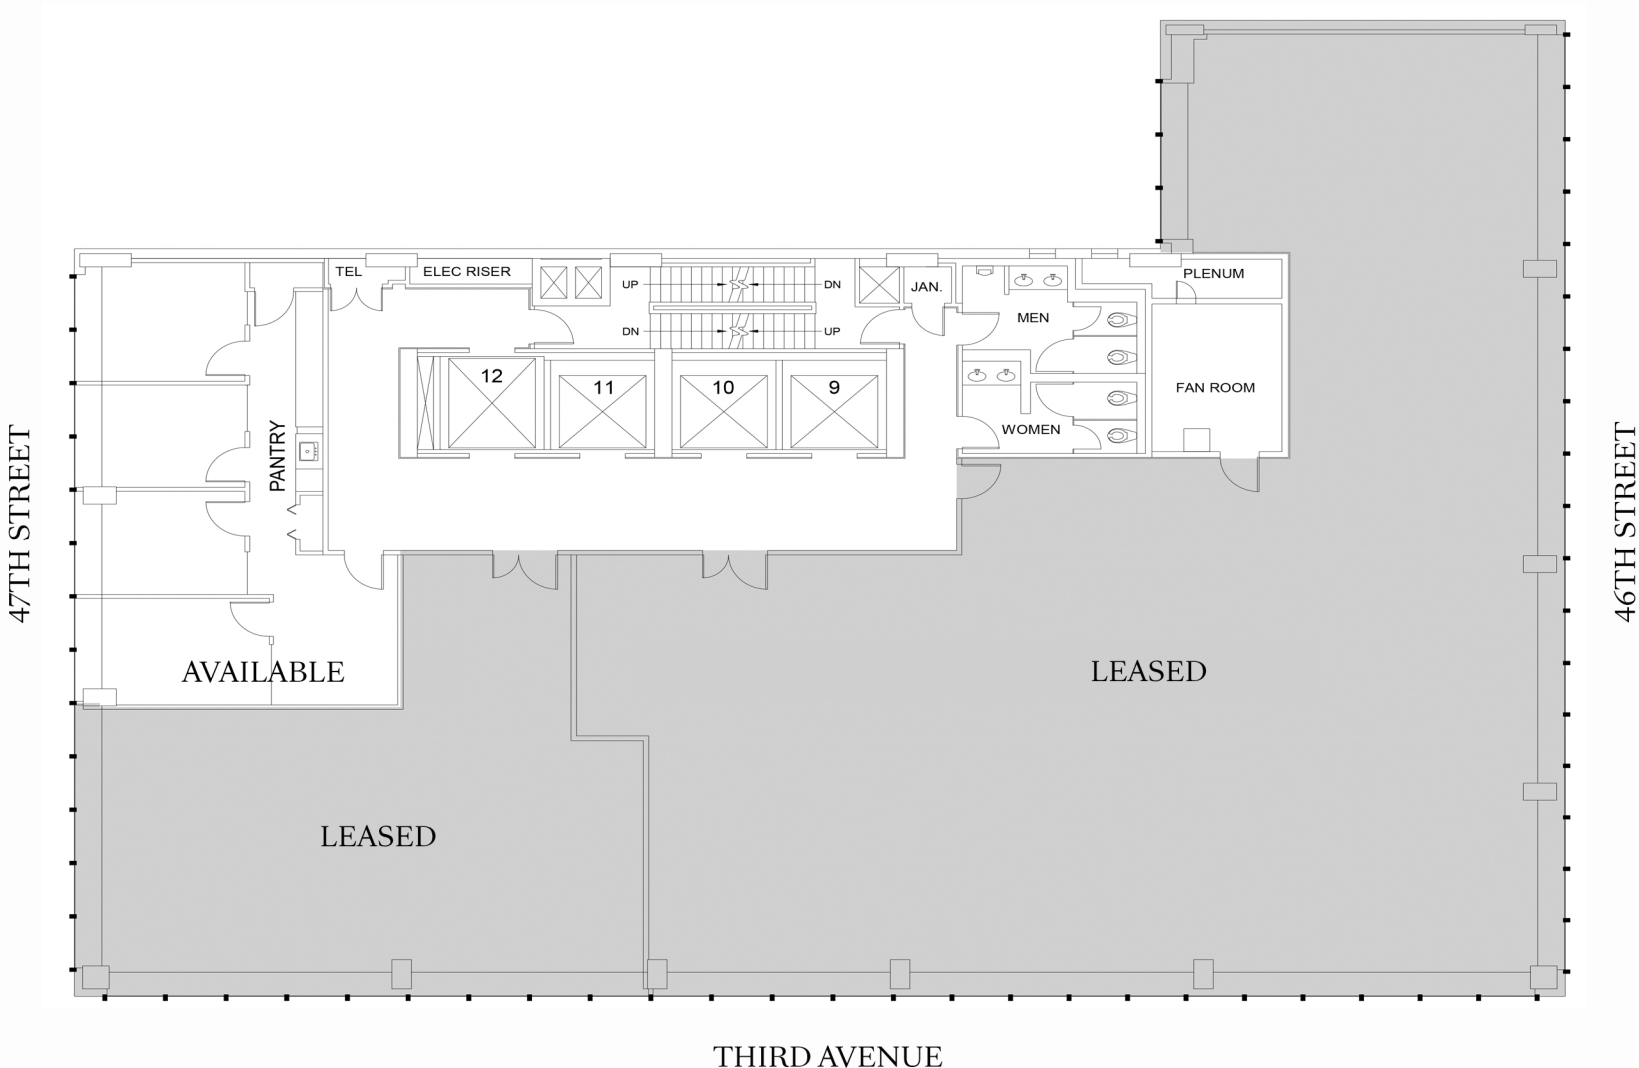 TEL
ELEC RISER
UP
DN
DN
UP
JAN.
MEN
PLENUM
12
11
10
9
FAN ROOM
WOMEN
PANTRY
47TH STREET
46TH STREET
AVAILABLE
LEASED
LEASED
THIRD AVENUE